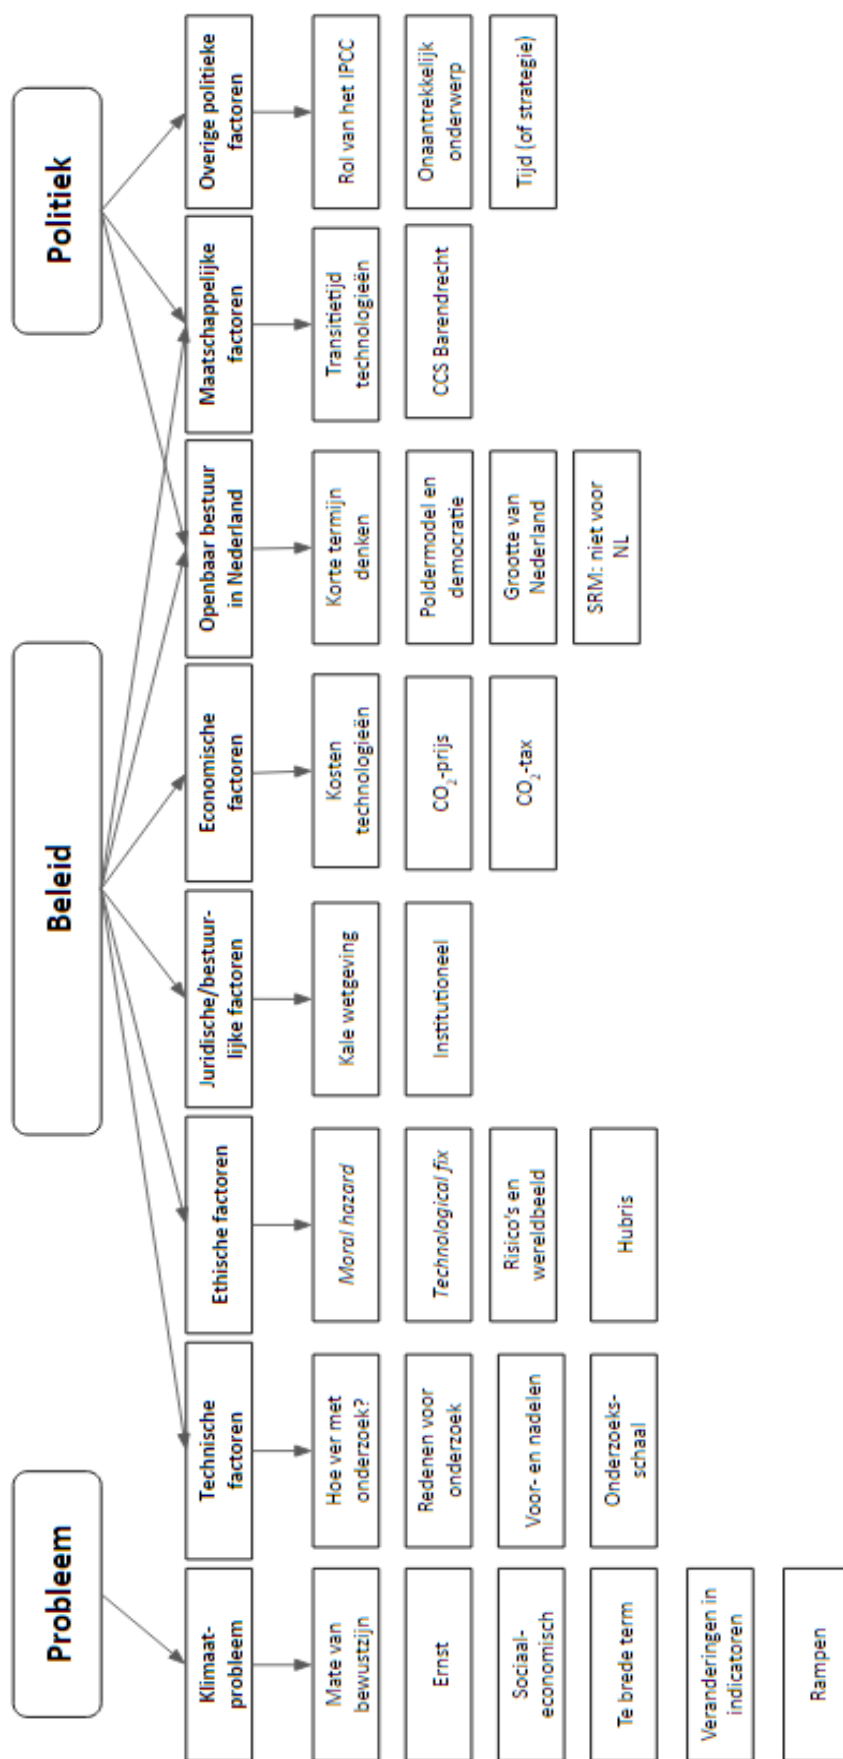 Probleem
Beleid
Politiek
Klimaat-
probleem
Technische
factoren
Ethische factoren
Juridische/bestuur-
lijke factoren
Economische
factoren
Openbaar bestuur
in Nederland
Maatschappelijke
factoren
Overige politieke
factoren
Mate van
bewustzijn
Hoe ver met
onderzoek?
Moral hazard
Kale wetgeving
Kosten
technologieën
Korte termijn
denken
Transitietijd
technologieën
Rol van het IPCC
Ernst
Redenen voor
onderzoek
Technological fix
Institutioneel
CO₂-prijs
Poldermodel en
democratie
CCS Barendrecht
Onaantrekkelijk
onderwerp
Sociaal-
economisch
Voor- en nadelen
Risico's en
wereldbeeld
CO₂-tax
Grootte van
Nederland
Tijd (of strategie)
Te brede term
Onderzoeks-
schaal
Hubris
SRM: niet voor
NL
Veranderingen in
indicatoren
Rampen